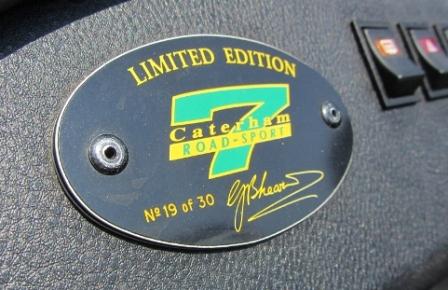 LIMITED EDITION
7
Caterham
ROAD-SPORT
Nº 19 of 30